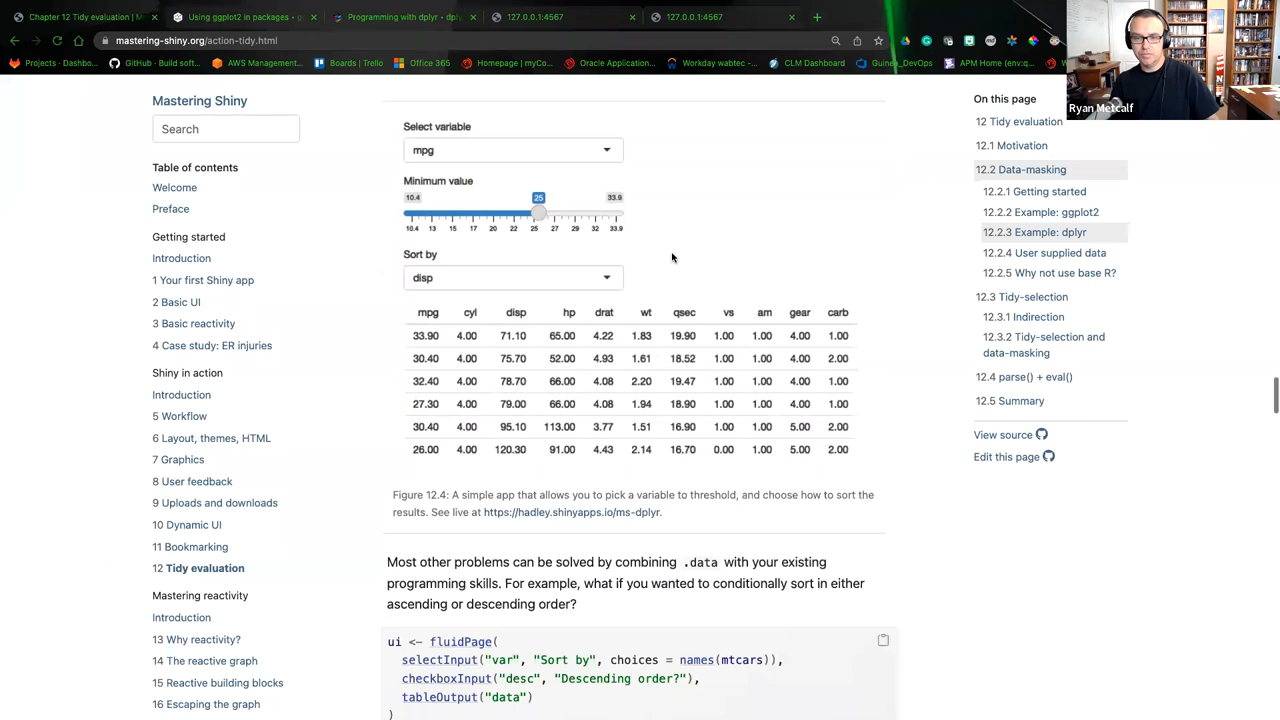 Chapter 12 Tidy evaluation | M
Using ggplot2 in packages • g
Programming with dplyr • dply
127.0.0.1:4567
127.0.0.1:4567
mastering-shiny.org/action-tidy.html
Projects - Dashbo...
GitHub · Build soft...
AWS Management...
Boards | Trello
Office 365
Homepage | myCo...
Oracle Application...
Workday wabtec -...
CLM Dashboard
Guinea_DevOps
APM Home (env:q...
Ryan Metcalf
Mastering Shiny
Search
Table of contents
Welcome
Preface
Getting started
Introduction
1 Your first Shiny app
2 Basic UI
3 Basic reactivity
4 Case study: ER injuries
Shiny in action
Introduction
5 Workflow
6 Layout, themes, HTML
7 Graphics
8 User feedback
9 Uploads and downloads
10 Dynamic UI
11 Bookmarking
12 Tidy evaluation
Mastering reactivity
Introduction
13 Why reactivity?
14 The reactive graph
15 Reactive building blocks
16 Escaping the graph
Select variable
mpg
Minimum value
10.4 25 33.9
10.4 13 15 17 20 22 25 27 29 32 33.9
Sort by
disp
mpg cyl disp hp drat wt qsec vs am gear carb
33.90 4.00 71.10 65.00 4.22 1.83 19.90 1.00 1.00 4.00 1.00
30.40 4.00 75.70 52.00 4.93 1.61 18.52 1.00 1.00 4.00 2.00
32.40 4.00 78.70 66.00 4.08 2.20 19.47 1.00 1.00 4.00 1.00
27.30 4.00 79.00 66.00 4.08 1.94 18.90 1.00 1.00 4.00 1.00
30.40 4.00 95.10 113.00 3.77 1.51 16.90 1.00 1.00 5.00 2.00
26.00 4.00 120.30 91.00 4.43 2.14 16.70 0.00 1.00 5.00 2.00
Figure 12.4: A simple app that allows you to pick a variable to threshold, and choose how to sort the
results. See live at https://hadley.shinyapps.io/ms-dplyr.
Most other problems can be solved by combining .data with your existing
programming skills. For example, what if you wanted to conditionally sort in either
ascending or descending order?
ui <- fluidPage(
selectInput("var", "Sort by", choices = names(mtcars)),
checkboxInput("desc", "Descending order?"),
tableOutput("data")
)
On this page
12 Tidy evaluation
12.1 Motivation
12.2 Data-masking
12.2.1 Getting started
12.2.2 Example: ggplot2
12.2.3 Example: dplyr
12.2.4 User supplied data
12.2.5 Why not use base R?
12.3 Tidy-selection
12.3.1 Indirection
12.3.2 Tidy-selection and
data-masking
12.4 parse() + eval()
12.5 Summary
View source
Edit this page